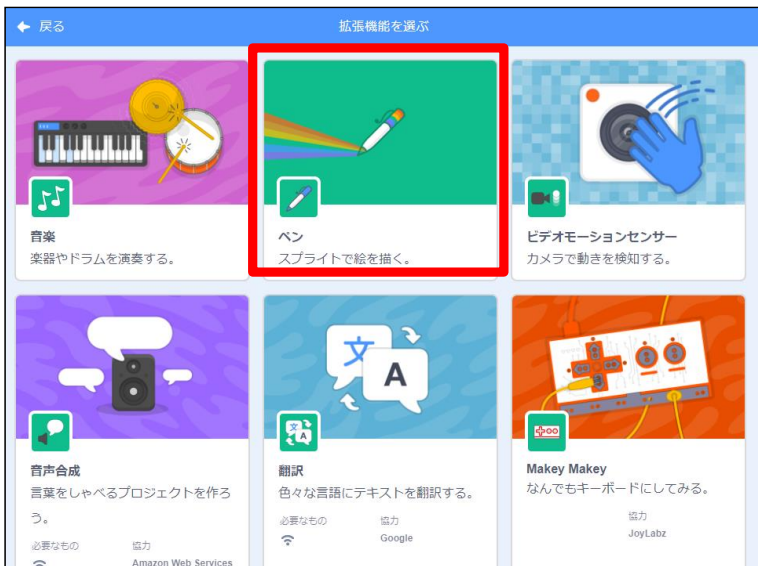 戻る
拡張機能を選ぶ
音楽
楽器やドラムを演奏する。
ペン
スプライトで絵を描く。
ビデオモーションセンサー
カメラで動きを検知する。
音声合成
言葉をしゃべるプロジェクトを作ろ
う。
必要なもの
協力
Amazon Web Services
文
A
翻訳
色々な言語にテキストを翻訳する。
必要なもの
協力
Google
Makey Makey
なんでもキーボードにしてみる。
協力
JoyLabz